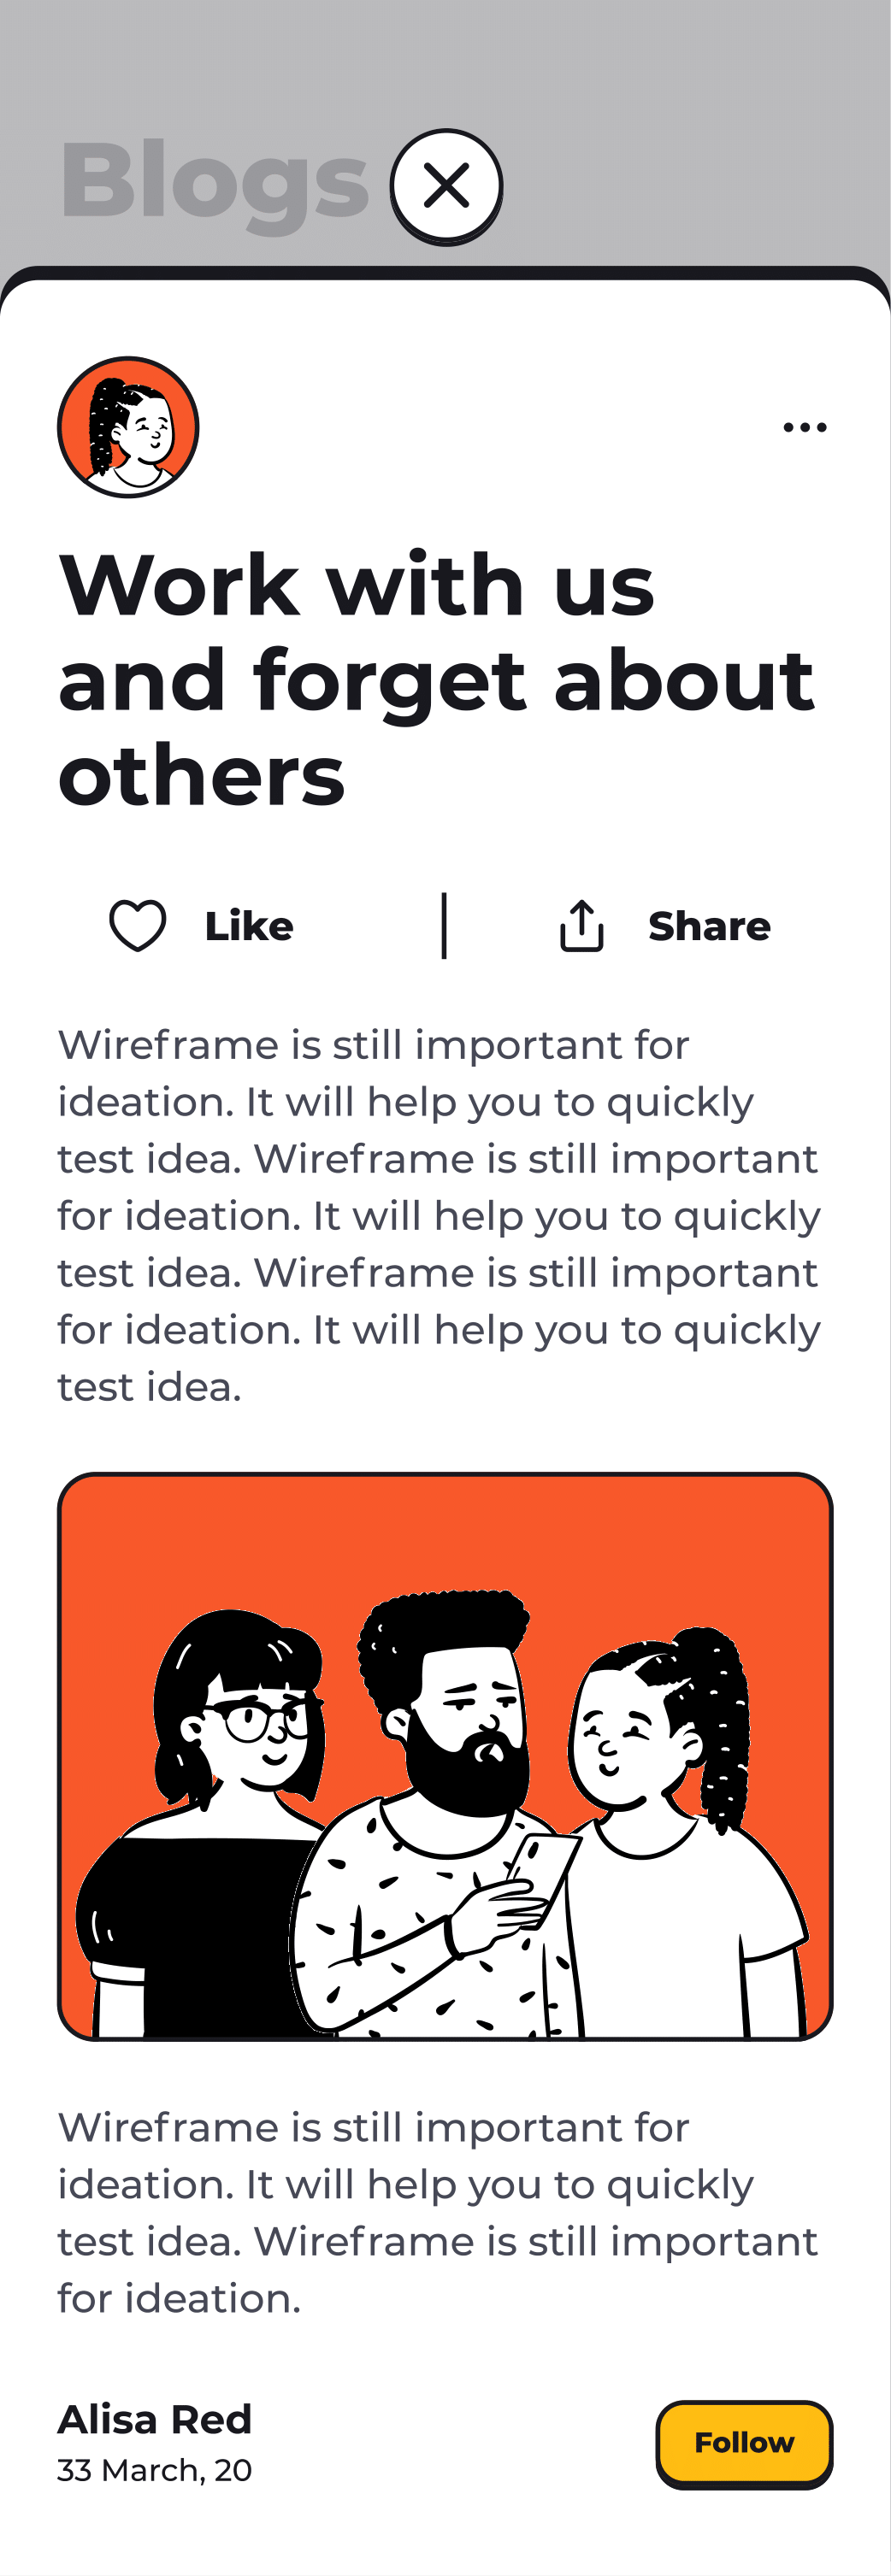 Blogs
Work with us
and forget about
others
Like
Share
Wireframe is still important for
ideation. It will help you to quickly
test idea. Wireframe is still important
for ideation. It will help you to quickly
test idea. Wireframe is still important
for ideation. It will help you to quickly
test idea.
Wireframe is still important for
ideation. It will help you to quickly
test idea. Wireframe is still important
for ideation.
Alisa Red
33 March, 20
Follow